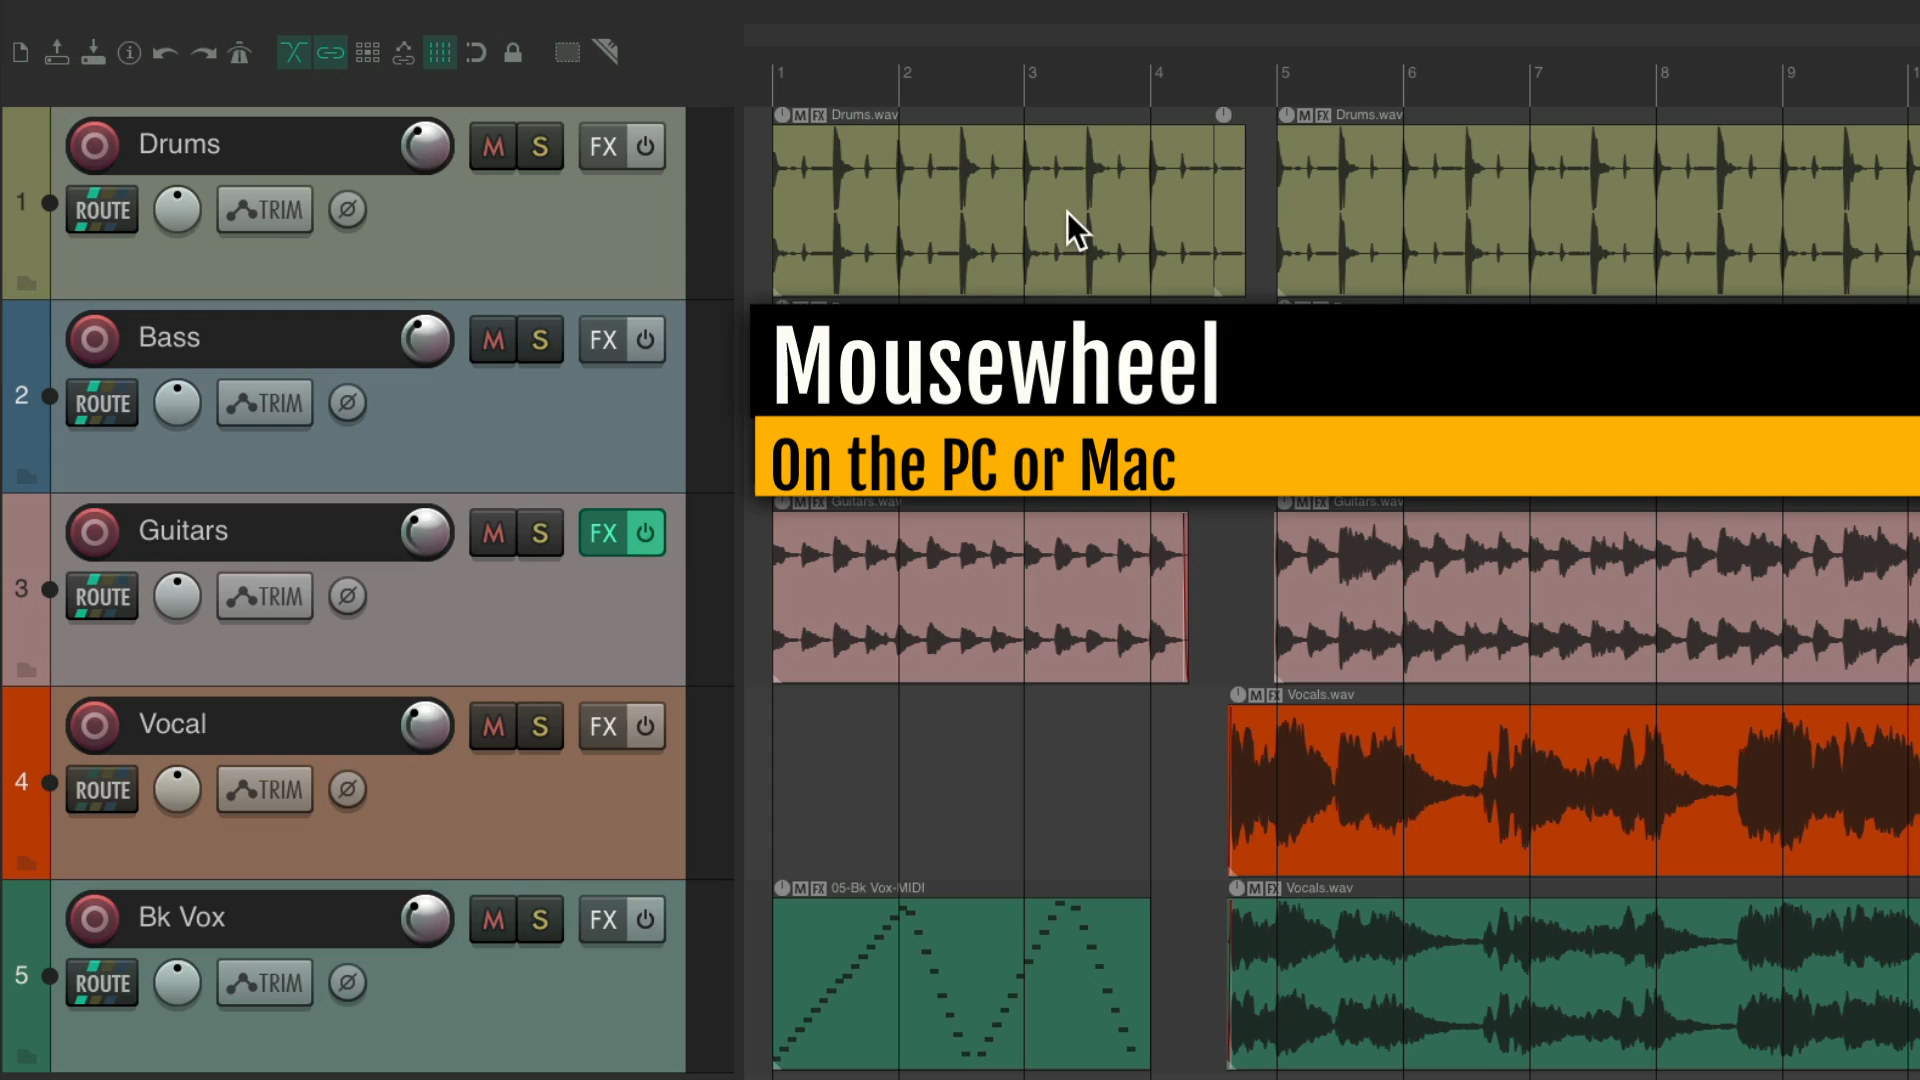 1 2 3 4 5 6 7 8 9 1
M FX Drums.wav M FX Drums.wav
1 Drums M S FX
ROUTE TRIM
2 Bass M S FX
ROUTE TRIM
Mousewheel
On the PC or Mac
M FX Guitars.wav M FX Guitars.wav
3 Guitars M S FX
ROUTE TRIM
M FX Vocals.wav
4 Vocal M S FX
ROUTE TRIM
M FX 05-Bk Vox-MIDI M FX Vocals.wav
5 Bk Vox M S FX
ROUTE TRIM